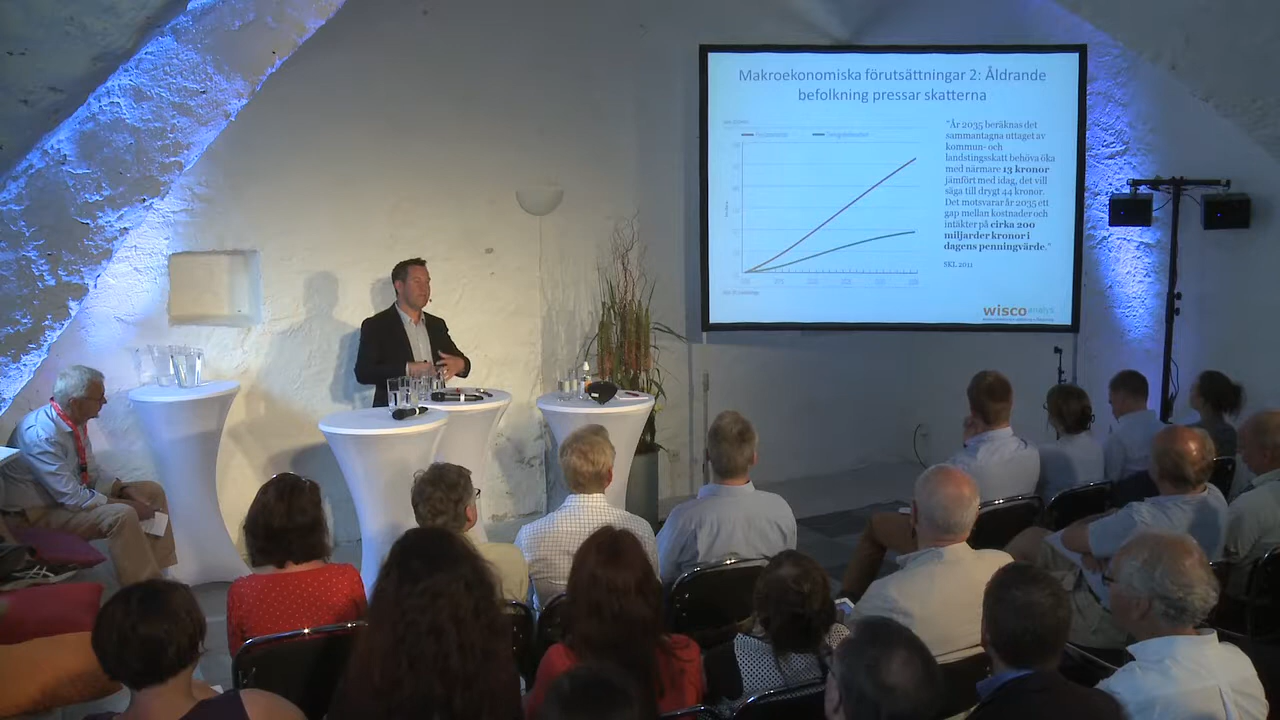 Makroekonomiska förutsättningar 2: Åldrande
befolkning pressar skatterna
"År 2035 beräknas det
sammantagna uttaget av
kommun- och
landstingsskatt behöva öka
med närmare 13 kronor
jämfört med idag, det vill
säga till drygt 44 kronor.
Det motsvarar år 2035 ett
gap mellan kostnader och
intäkter på cirka 200
miljarder kronor i
dagens penningvärde."
SKL 2011
wisco analys